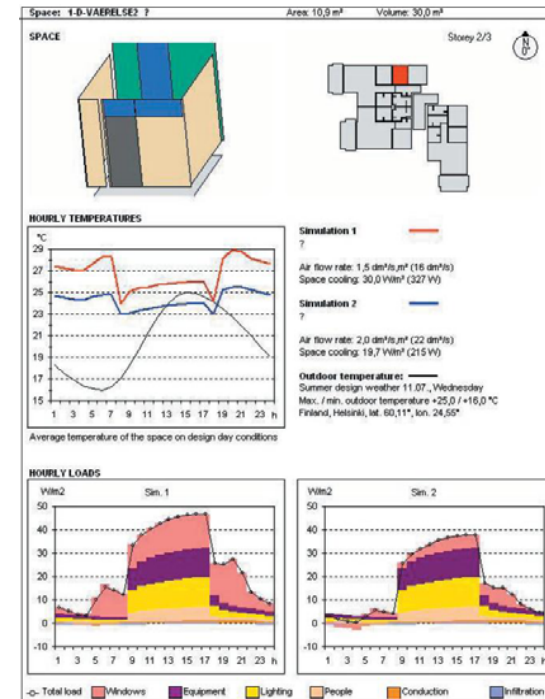 Space: 1-D-VAERELSE2 ? Area: 10,9 m² Volume: 30,0 m³
SPACE
Storey 2/3
N
0°
HOURLY TEMPERATURES
°C
29
27
25
23
21
19
17
15
1 3 5 7 9 11 13 15 17 19 21 23 h
Average temperature of the space on design day conditions
Simulation 1
?
Air flow rate: 1,5 dm³/s,m² (16 dm³/s)
Space cooling: 30,0 W/m² (327 W)
Simulation 2
?
Air flow rate: 2,0 dm³/s,m² (22 dm³/s)
Space cooling: 19,7 W/m² (215 W)
Outdoor temperature:
Summer design weather 11.07., Wednesday
Max. / min. outdoor temperature +25,0 / +16,0 °C
Finland, Helsinki, lat. 60,11°, lon. 24,55°
HOURLY LOADS
W/m2 Sim. 1
50
40
30
20
10
0
-10
1 3 5 7 9 11 13 15 17 19 21 23 h
W/m2 Sim. 2
50
40
30
20
10
0
-10
1 3 5 7 9 11 13 15 17 19 21 23 h
Total load Windows Equipment Lighting People Conduction Infiltration